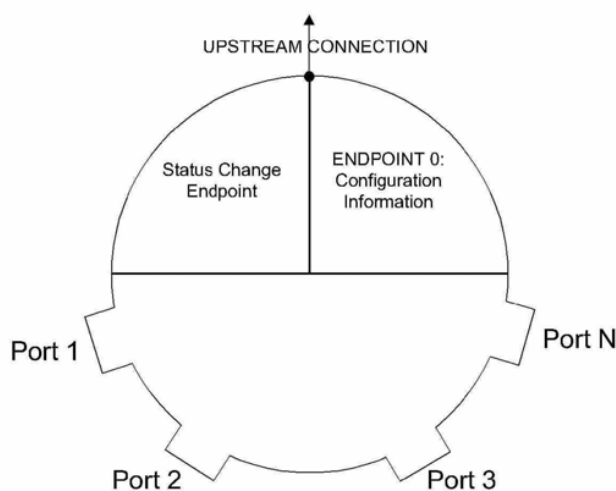 UPSTREAM CONNECTION
Status Change
Endpoint
ENDPOINT 0:
Configuration
Information
Port 1
Port N
Port 2
Port 3